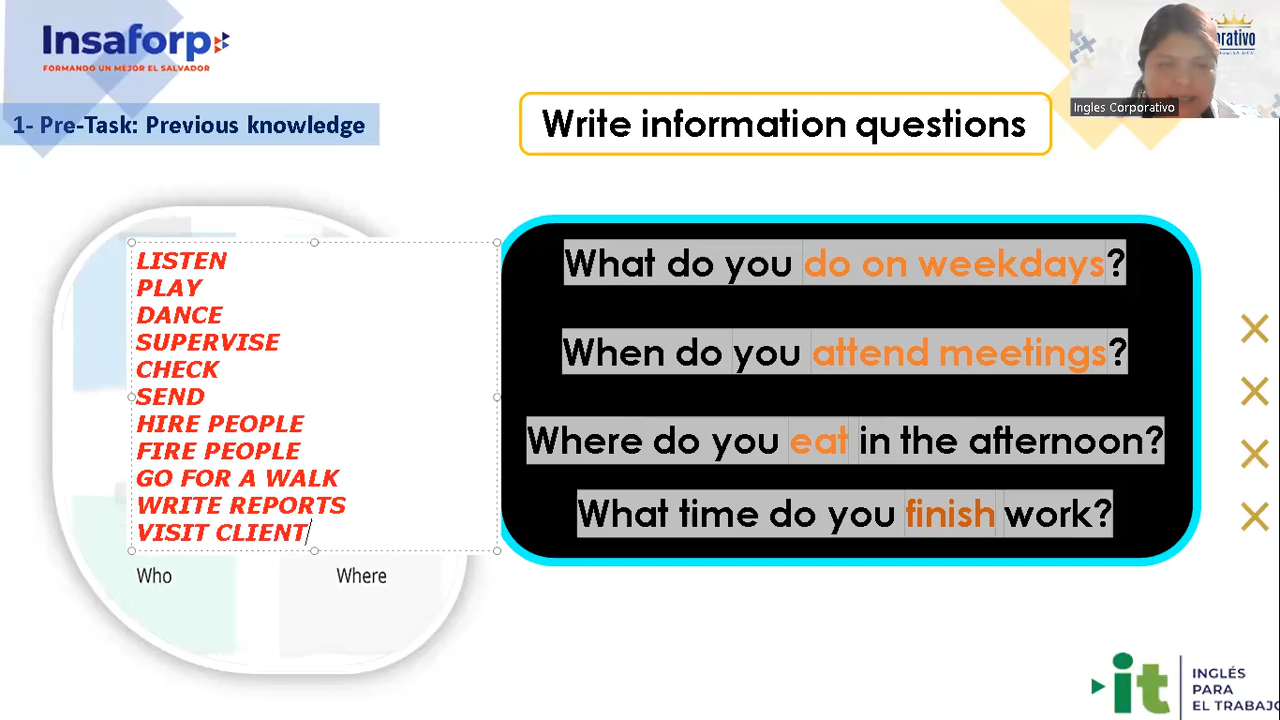 Insaforp
FORMANDO UN MEJOR EL SALVADOR
1- Pre-Task: Previous knowledge
Write information questions
Ingles Corporativo
LISTEN
PLAY
DANCE
SUPERVISE
CHECK
SEND
HIRE PEOPLE
FIRE PEOPLE
GO FOR A WALK
WRITE REPORTS
VISIT CLIENT
Who Where
What do you do on weekdays?
When do you attend meetings?
Where do you eat in the afternoon?
What time do you finish work?
it
INGLÉS
PARA
EL TRABAJO